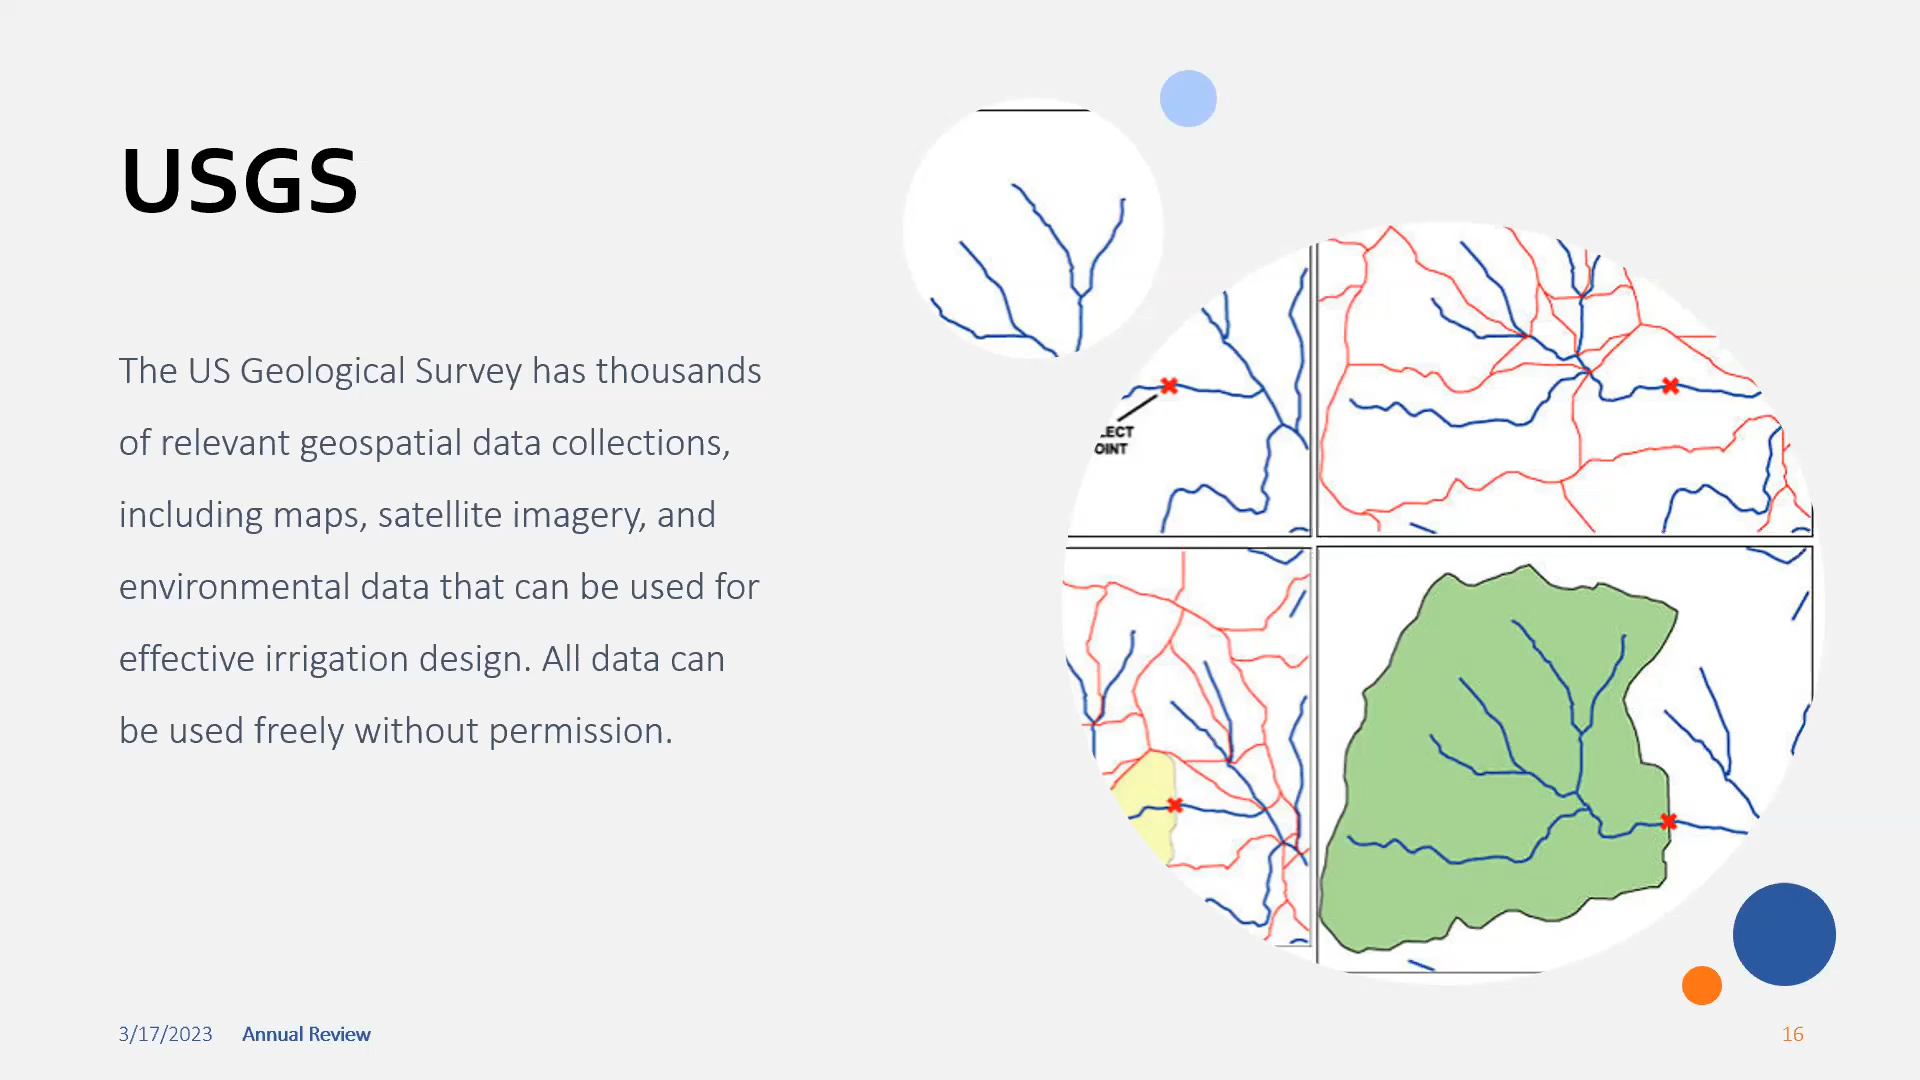 USGS
The US Geological Survey has thousands
of relevant geospatial data collections,
including maps, satellite imagery, and
environmental data that can be used for
effective irrigation design. All data can
be used freely without permission.
LECT
OINT
3/17/2023 Annual Review
16